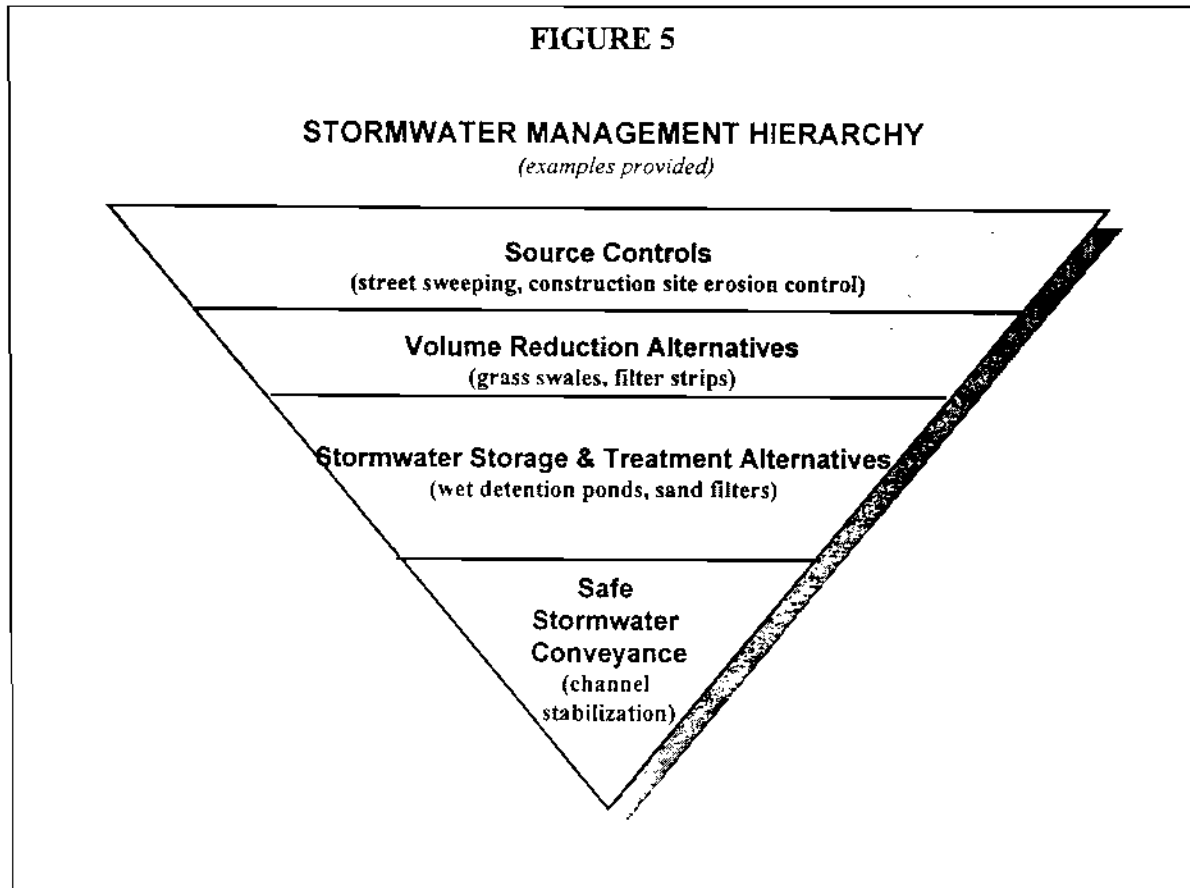 FIGURE 5
STORMWATER MANAGEMENT HIERARCHY
(examples provided)
Source Controls
(street sweeping, construction site erosion control)
Volume Reduction Alternatives
(grass swales, filter strips)
Stormwater Storage & Treatment Alternatives
(wet detention ponds, sand filters)
Safe
Stormwater
Conveyance
(channel
stabilization)